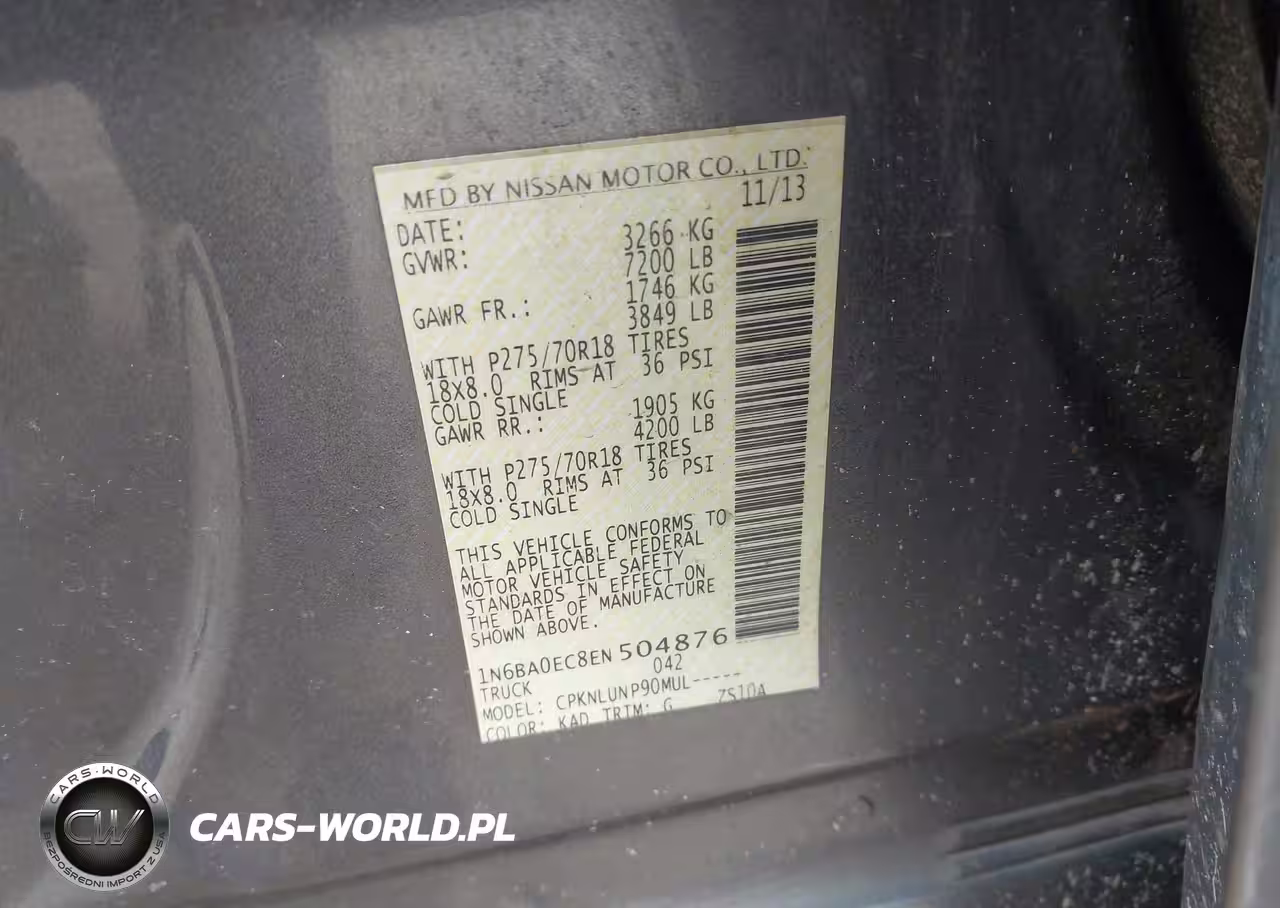 MFD BY NISSAN MOTOR CO., LTD.
DATE: 11/13
GVWR: 3266 KG
7200 LB
GAWR FR.: 1746 KG
3849 LB
WITH P275/70R18 TIRES
18X8.0 RIMS AT 36 PSI
COLD SINGLE
GAWR RR.: 1905 KG
4200 LB
WITH P275/70R18 TIRES
18X8.0 RIMS AT 36 PSI
COLD SINGLE
THIS VEHICLE CONFORMS TO
ALL APPLICABLE FEDERAL
MOTOR VEHICLE SAFETY
STANDARDS IN EFFECT ON
THE DATE OF MANUFACTURE
SHOWN ABOVE.
1N6BA0EC8EN504876
TRUCK 042
MODEL: CPKNLUNP90MUL-----
COLOR: KAD TRIM: G ZS10A
CARS-WORLD
CW
BEZPOŚREDNI IMPORT Z USA
CARS-WORLD.PL